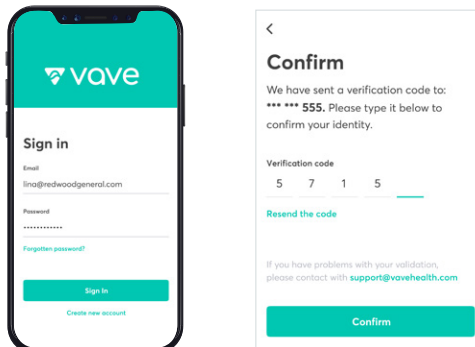 vave
Sign in
Email
lina@redwoodgeneral.com
Password
••••••••••••
Forgotten password?
Sign In
Create new account
Confirm
We have sent a verification code to:
*** *** 555. Please type it below to
confirm your identity.
Verification code
5 7 1 5
Resend the code
If you have problems with your validation,
please contact with support@vavehealth.com
Confirm